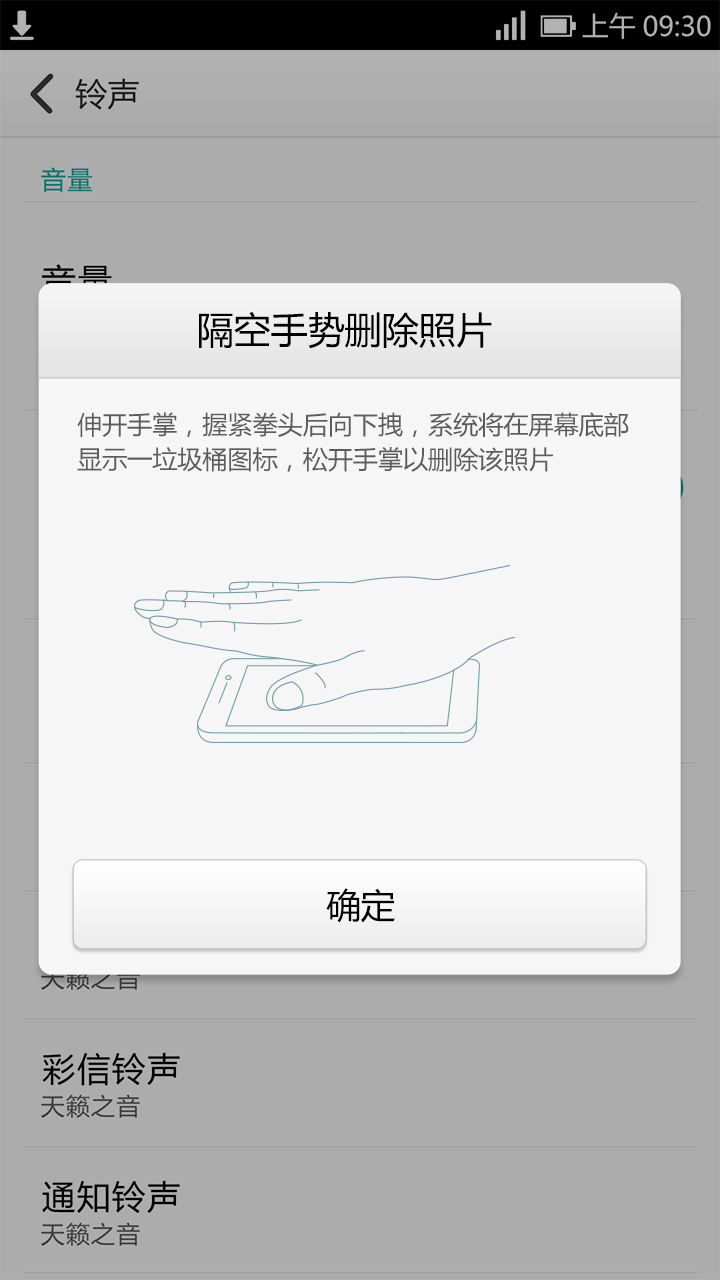 上午 09:30
铃声
音量
音量
隔空手势删除照片
伸开手掌，握紧拳头后向下拽，系统将在屏幕底部
显示一垃圾桶图标，松开手掌以删除该照片
确定
天籁之音
彩信铃声
天籁之音
通知铃声
天籁之音